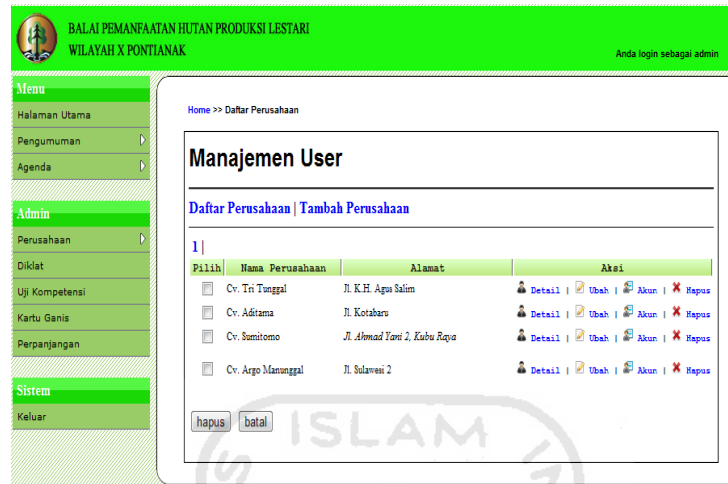 BALAI PEMANFAATAN HUTAN PRODUKSI LESTARI
WILAYAH X PONTIANAK
Anda login sebagai admin
Menu
Halaman Utama
Pengumuman
Agenda
Admin
Perusahaan
Diklat
Uji Kompetensi
Kartu Ganis
Perpanjangan
Sistem
Keluar
Home >> Daftar Perusahaan
Manajemen User
Daftar Perusahaan | Tambah Perusahaan
1 |
Pilih Nama Perusahaan Alamat Aksi
Cv. Tri Tunggal Jl. K.H. Agus Salim Detail | Ubah | Akun | Hapus
Cv. Aditama Jl. Kotabaru Detail | Ubah | Akun | Hapus
Cv. Sumitomo Jl. Ahmad Yani 2, Kubu Raya Detail | Ubah | Akun | Hapus
Cv. Argo Manunggal Jl. Sulawesi 2 Detail | Ubah | Akun | Hapus
hapus batal
ISLAM